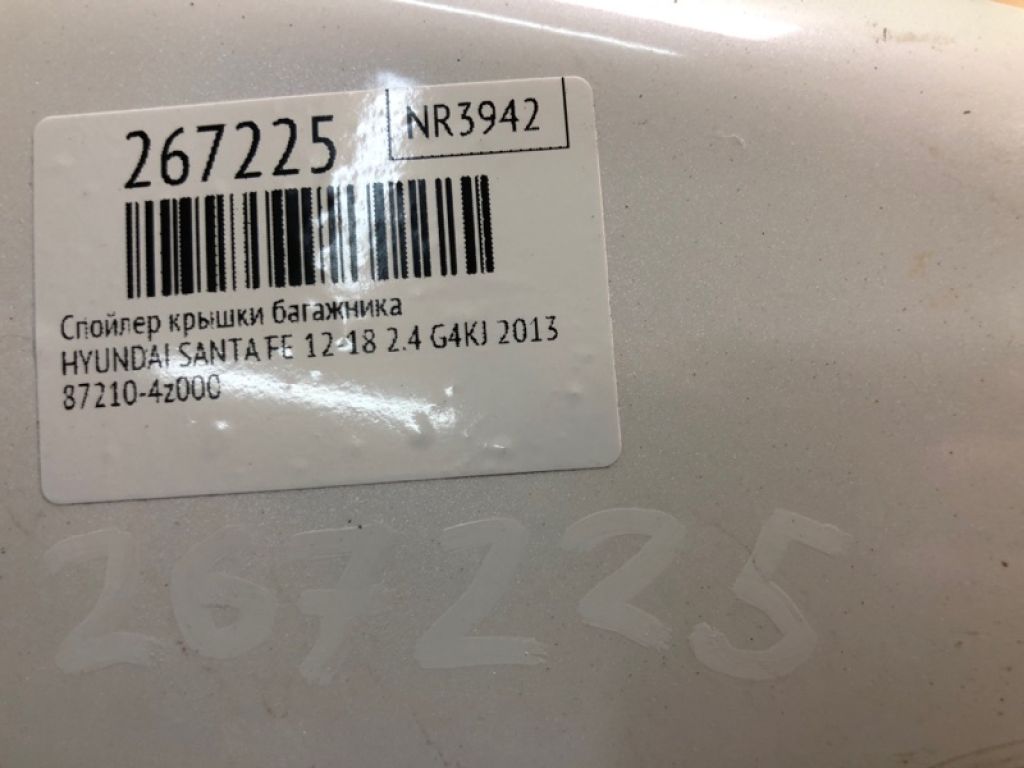 267225
NR3942
Спойлер крышки багажника
HYUNDAI SANTA FE 12-18 2.4 G4KJ 2013
87210-4z000
267225